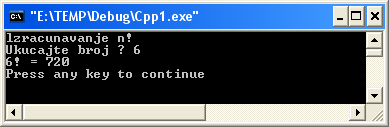 "E:\TEMP\Debug\Cpp1.exe"
Izracunavanje n!
Ukucajte broj ? 6
6! = 720
Press any key to continue